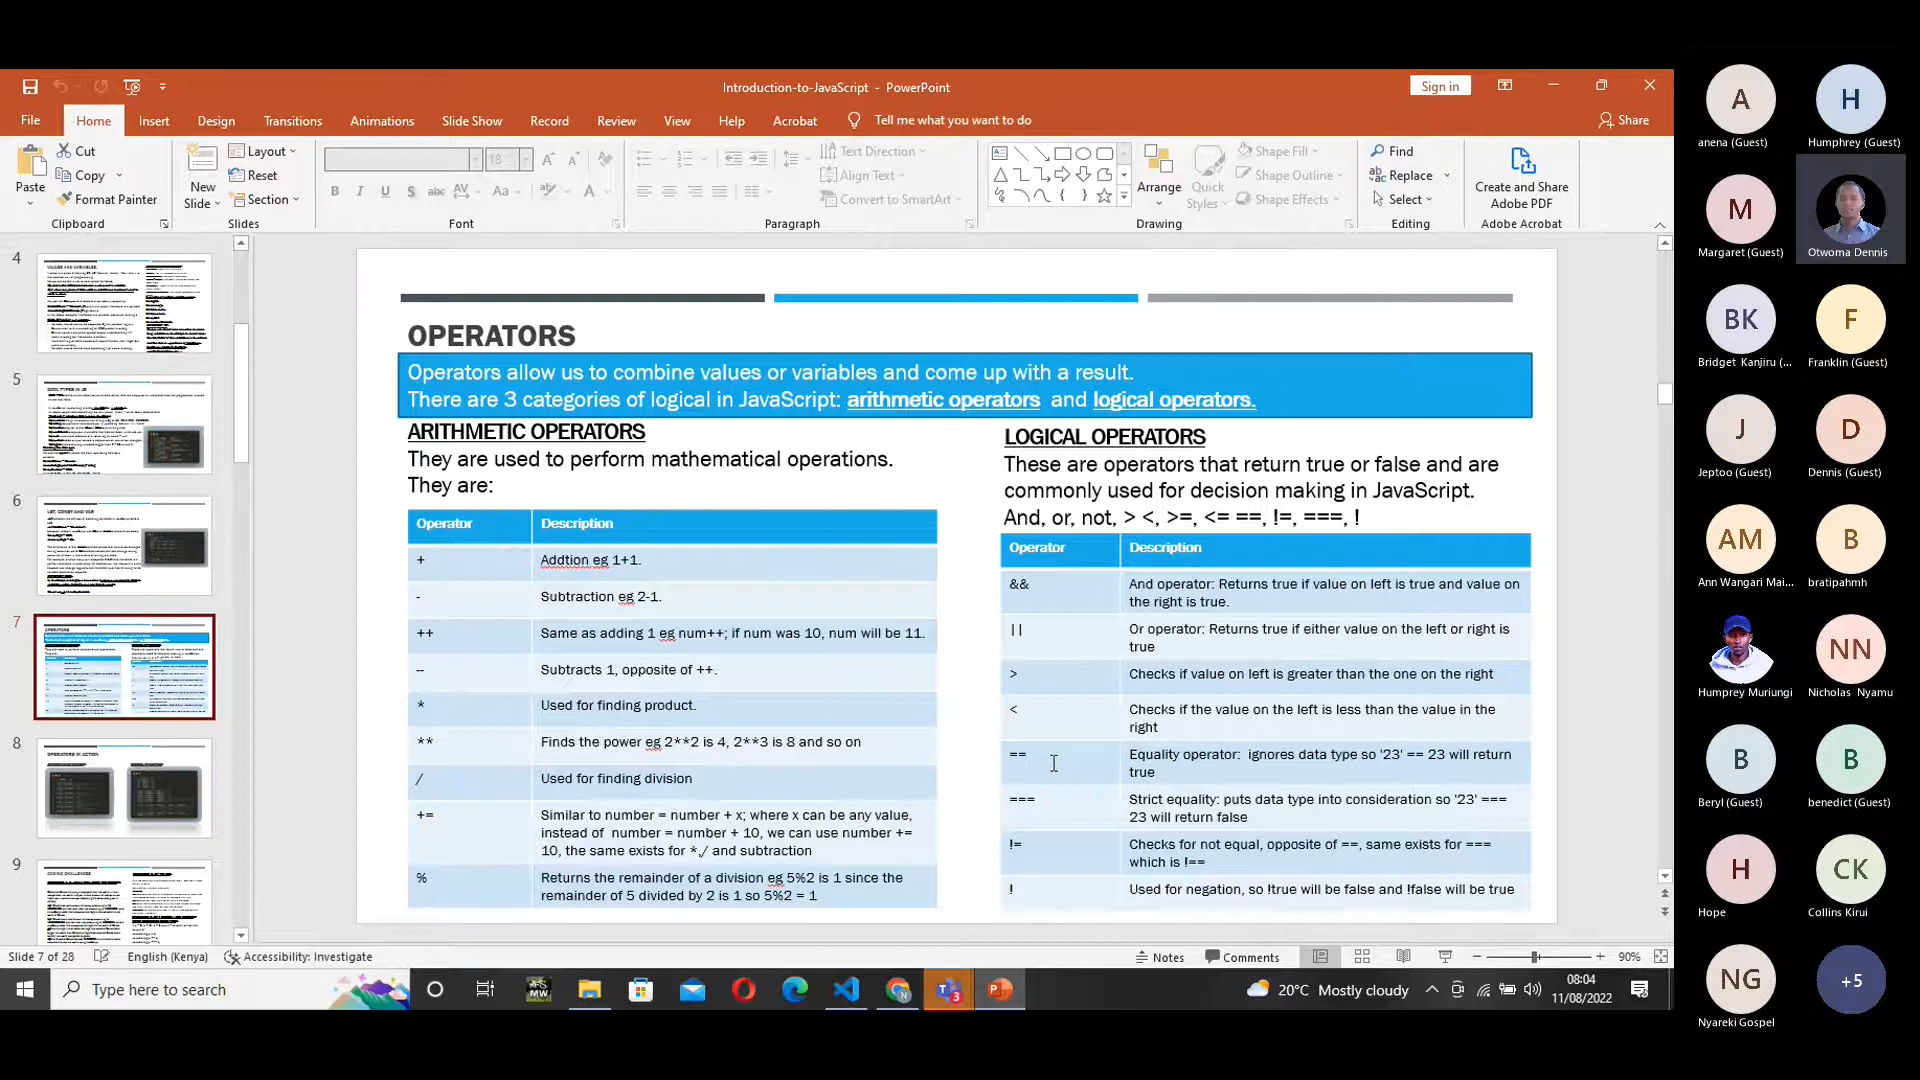 Introduction-to-JavaScript - PowerPoint
Sign in
File
Home
Insert
Design
Transitions
Animations
Slide Show
Record
Review
View
Help
Acrobat
Tell me what you want to do
Share
Paste
Cut
Copy
Format Painter
Clipboard
New
Slide
Layout
Reset
Section
Slides
18
B I U S abc AV Aa A
Font
Text Direction
Align Text
Convert to SmartArt
Paragraph
Arrange
Quick
Styles
Shape Fill
Shape Outline
Shape Effects
Drawing
Find
Replace
Select
Editing
Create and Share
Adobe PDF
Adobe Acrobat
4
5
6
7
8
9
OPERATORS
Operators allow us to combine values or variables and come up with a result.
There are 3 categories of logical in JavaScript: arithmetic operators and logical operators.
ARITHMETIC OPERATORS
They are used to perform mathematical operations.
They are:
Operator Description
+ Addtion eg 1+1.
- Subtraction eg 2-1.
++ Same as adding 1 eg num++; if num was 10, num will be 11.
-- Subtracts 1, opposite of ++.
* Used for finding product.
** Finds the power eg 2**2 is 4, 2**3 is 8 and so on
/ Used for finding division
+= Similar to number = number + x; where x can be any value,
instead of number = number + 10, we can use number +=
10, the same exists for *,/ and subtraction
% Returns the remainder of a division eg 5%2 is 1 since the
remainder of 5 divided by 2 is 1 so 5%2 = 1
LOGICAL OPERATORS
These are operators that return true or false and are
commonly used for decision making in JavaScript.
And, or, not, > <, >=, <= ==, !=, ===, !
Operator Description
&& And operator: Returns true if value on left is true and value on
the right is true.
|| Or operator: Returns true if either value on the left or right is
true
> Checks if value on left is greater than the one on the right
< Checks if the value on the left is less than the value in the
right
== Equality operator: ignores data type so '23' == 23 will return
true
=== Strict equality: puts data type into consideration so '23' ===
23 will return false
!= Checks for not equal, opposite of ==, same exists for ===
which is !==
! Used for negation, so !true will be false and !false will be true
Slide 7 of 28
English (Kenya)
Accessibility: Investigate
Notes
Comments
90%
Type here to search
20°C Mostly cloudy
08:04
11/08/2022
A
anena (Guest)
H
Humphrey (Guest)
M
Margaret (Guest)
Otwoma Dennis
BK
Bridget Kanjiru (...
F
Franklin (Guest)
J
Jeptoo (Guest)
D
Dennis (Guest)
AM
Ann Wangari Mai...
B
bratipahmh
Humprey Muriungi
NN
Nicholas Nyamu
B
Beryl (Guest)
B
benedict (Guest)
H
Hope
CK
Collins Kirui
NG
Nyareki Gospel
+5